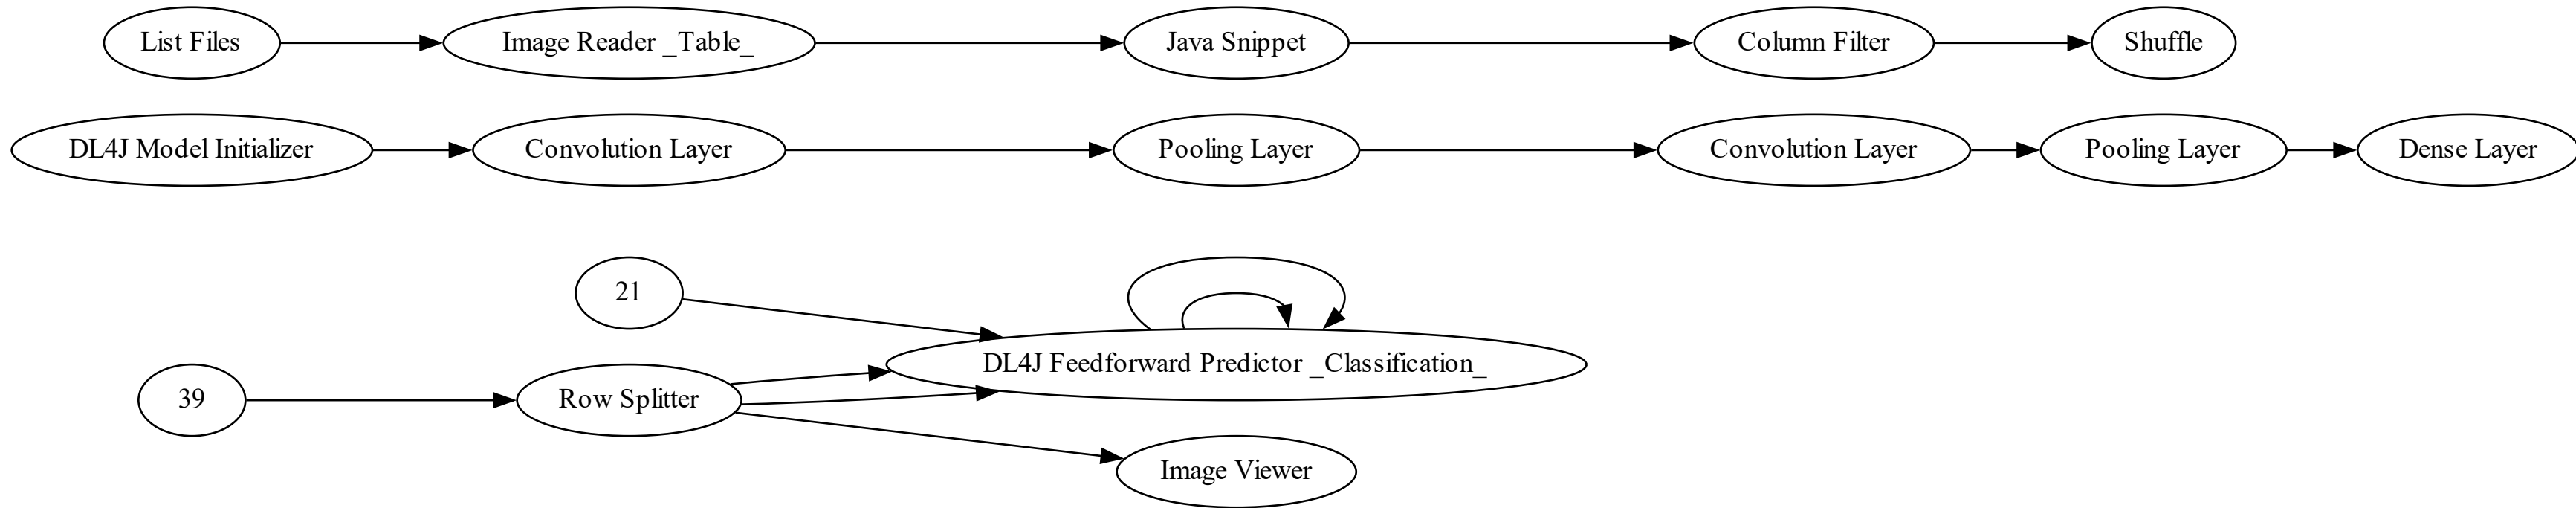 List Files
Image Reader _Table_
Java Snippet
Column Filter
Shuffle
DL4J Model Initializer
Convolution Layer
Pooling Layer
Convolution Layer
Pooling Layer
Dense Layer
21
DL4J Feedforward Predictor _Classification_
39
Row Splitter
Image Viewer